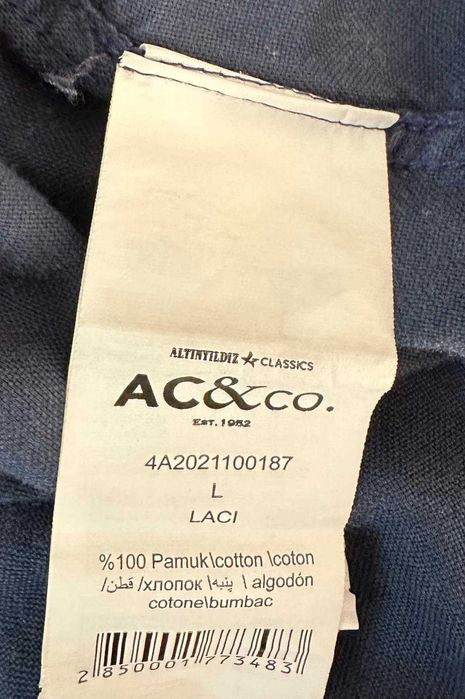 ALTINYILDIZ CLASSICS
AC&CO.
EST. 1952
4A2021100187
L
LACI
%100 Pamuk\cotton \coton
/قطن /хлопок \پنبه \ algodón
cotone\bumbac
2850001773483